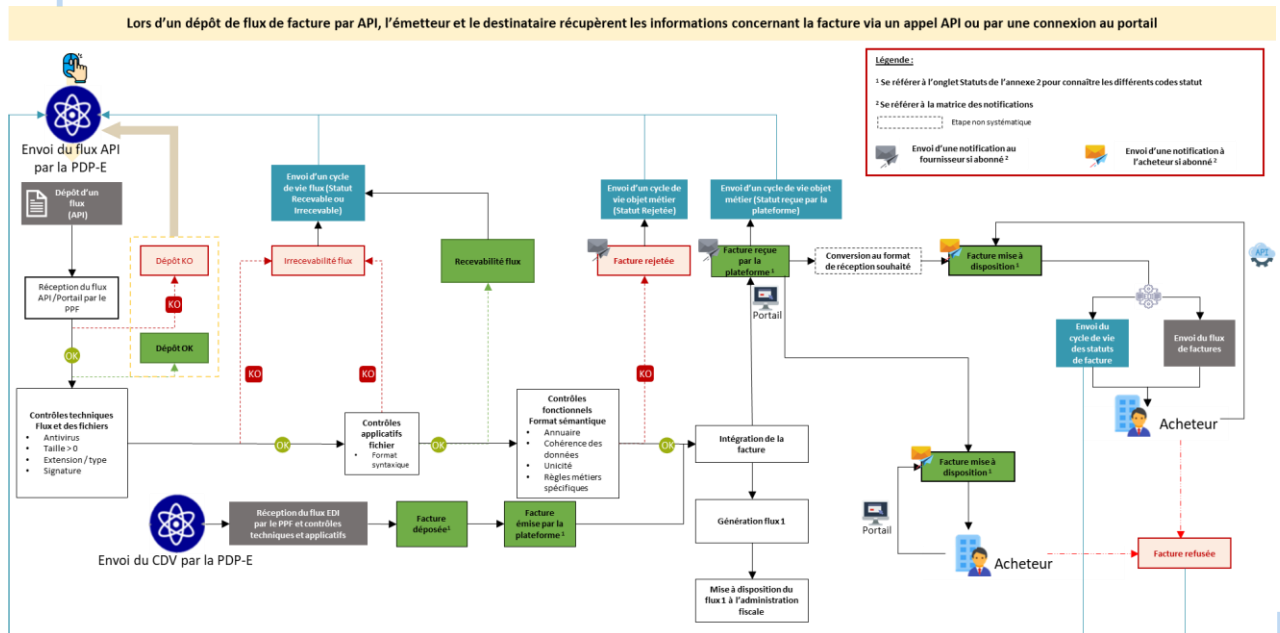 Lors d'un dépôt de flux de facture par API, l'émetteur et le destinataire récupèrent les informations concernant la facture via un appel API ou par une connexion au portail
Légende :
¹ Se référer à l'onglet Statuts de l'annexe 2 pour connaître les différents codes statut
² Se référer à la matrice des notifications
Etape non systématique
Envoi d'une notification au
fournisseur si abonné ²
Envoi d'une notification à
l'acheteur si abonné ²
Envoi du flux API
par la PDP-E
Dépôt d'un
flux
(API)
Réception du flux
API/Portail par le
PPF
Dépôt KO
KO
Dépôt OK
OK
Envoi d'un cycle
de vie flux (Statut
Recevable ou
Irrecevable)
Irrecevabilité flux
Recevabilité flux
Envoi d'un cycle de
vie objet métier
(Statut Rejetée)
Facture rejetée
Envoi d'un cycle de vie objet
métier (Statut reçue par la
plateforme)
Facture reçue
par la
plateforme ¹
Portail
Conversion au format
de réception souhaité
Facture mise à
disposition ¹
API
Envoi du
cycle de vie
des statuts
de facture
Envoi du flux
de factures
Acheteur
KO
KO
KO
Contrôles techniques
Flux et des fichiers
• Antivirus
• Taille > 0
• Extension / type
• Signature
OK
Contrôles
applicatifs
fichier
• Format
syntaxique
OK
Contrôles
fonctionnels
Format sémantique
• Annuaire
• Cohérence des
données
• Unicité
• Règles métiers
spécifiques
OK
Intégration de la
facture
Génération flux 1
Mise à disposition du
flux 1 à l'administration
fiscale
Envoi du CDV par la PDP-E
Réception du flux EDI
par le PPF et contrôles
techniques et applicatifs
Facture
déposée¹
Facture
émise par la
plateforme ¹
Facture mise à
disposition ¹
Portail
Acheteur
Facture refusée